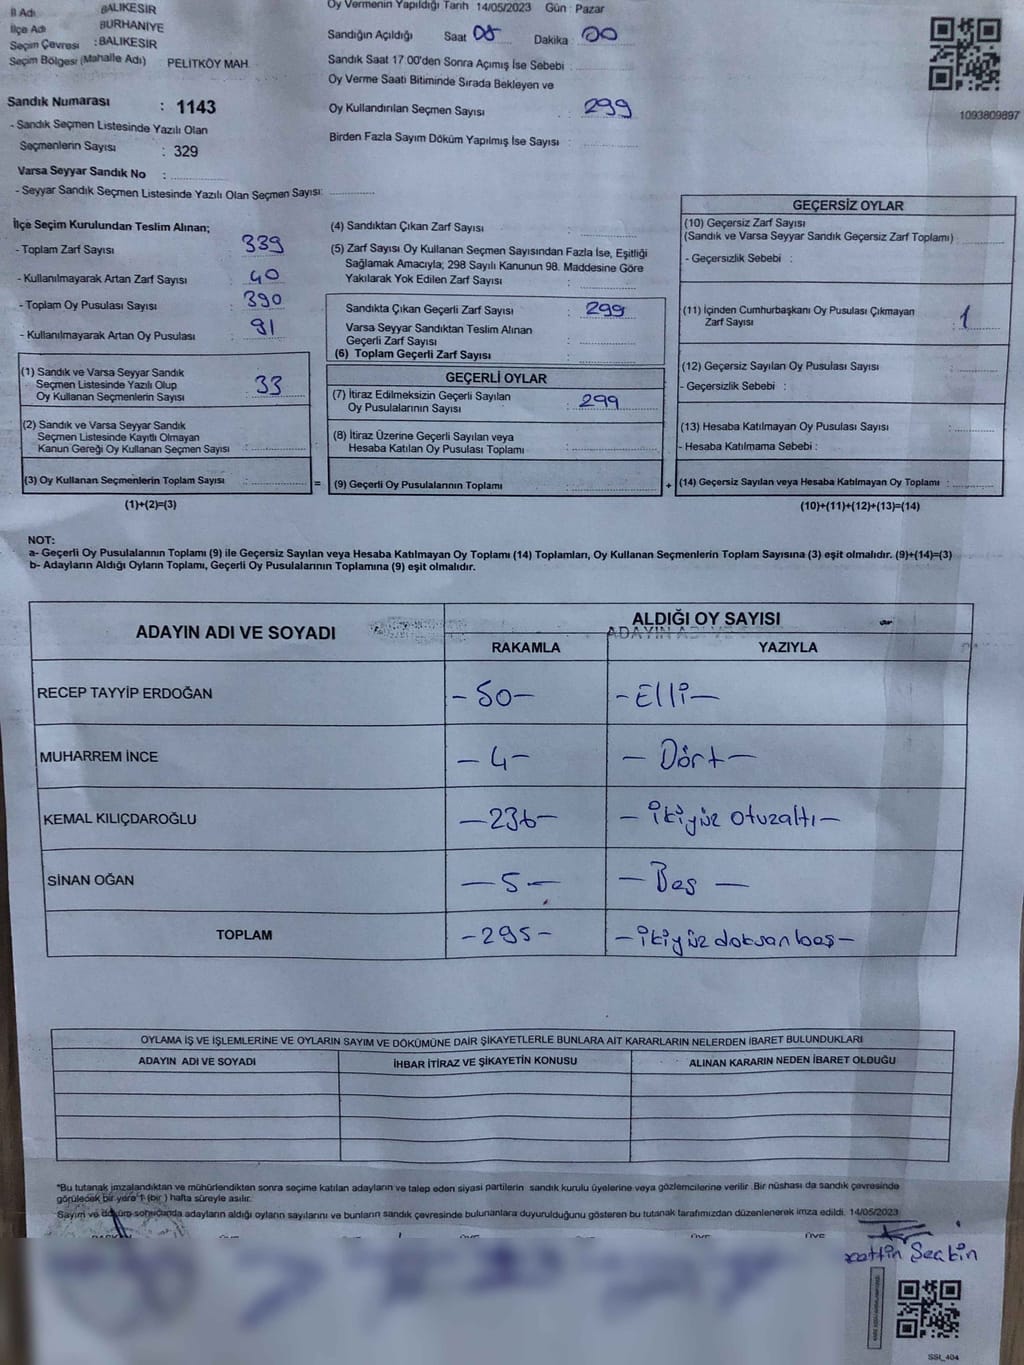 İl Adı BALIKESİR
İlçe Adı BURHANİYE
Seçim Çevresi : BALIKESİR
Seçim Bölgesi (Mahalle Adı) PELİTKÖY MAH.
Sandık Numarası : 1143
- Sandık Seçmen Listesinde Yazılı Olan
Seçmenlerin Sayısı : 329
Varsa Seyyar Sandık No :
- Seyyar Sandık Seçmen Listesinde Yazılı Olan Seçmen Sayısı:
Oy Vermenin Yapıldığı Tarih 14/05/2023 Gün : Pazar
Sandığın Açıldığı Saat 08 Dakika : 00
Sandık Saat 17.00'den Sonra Açımış İse Sebebi :
Oy Verme Saati Bitiminde Sırada Bekleyen ve
Oy Kullandırılan Seçmen Sayısı : 299
Birden Fazla Sayım Döküm Yapılmış İse Sayısı :
1093809897
İlçe Seçim Kurulundan Teslim Alınan;
- Toplam Zarf Sayısı : 339
- Kullanılmayarak Artan Zarf Sayısı : 40
- Toplam Oy Pusulası Sayısı : 390
- Kullanılmayarak Artan Oy Pusulası : 91
(1) Sandık ve Varsa Seyyar Sandık
Seçmen Listesinde Yazılı Olup
Oy Kullanan Seçmenlerin Sayısı : 33
(2) Sandık ve Varsa Seyyar Sandık
Seçmen Listesinde Kayıtlı Olmayan
Kanun Gereği Oy Kullanan Seçmen Sayısı :
(3) Oy Kullanan Seçmenlerin Toplam Sayısı : =
(1)+(2)=(3)
(4) Sandıktan Çıkan Zarf Sayısı :
(5) Zarf Sayısı Oy Kullanan Seçmen Sayısından Fazla İse, Eşitliği
Sağlamak Amacıyla; 298 Sayılı Kanunun 98. Maddesine Göre
Yakılarak Yok Edilen Zarf Sayısı :
Sandıkta Çıkan Geçerli Zarf Sayısı : 299
Varsa Seyyar Sandıktan Teslim Alınan
Geçerli Zarf Sayısı :
(6) Toplam Geçerli Zarf Sayısı :
GEÇERLİ OYLAR
(7) İtiraz Edilmeksizin Geçerli Sayılan
Oy Pusulalarının Sayısı : 299
(8) İtiraz Üzerine Geçerli Sayılan veya
Hesaba Katılan Oy Pusulası Toplamı :
(9) Geçerli Oy Pusulalarının Toplamı : +
GEÇERSİZ OYLAR
(10) Geçersiz Zarf Sayısı
(Sandık ve Varsa Seyyar Sandık Geçersiz Zarf Toplamı) :
- Geçersizlik Sebebi :
(11) İçinden Cumhurbaşkanı Oy Pusulası Çıkmayan
Zarf Sayısı : 1
(12) Geçersiz Sayılan Oy Pusulası Sayısı :
- Geçersizlik Sebebi :
(13) Hesaba Katılmayan Oy Pusulası Sayısı :
- Hesaba Katılmama Sebebi :
(14) Geçersiz Sayılan veya Hesaba Katılmayan Oy Toplamı :
(10)+(11)+(12)+(13)=(14)
NOT:
a- Geçerli Oy Pusulalarının Toplamı (9) ile Geçersiz Sayılan veya Hesaba Katılmayan Oy Toplamı (14) Toplamları, Oy Kullanan Seçmenlerin Toplam Sayısına (3) eşit olmalıdır. (9)+(14)=(3)
b- Adayların Aldığı Oyların Toplamı, Geçerli Oy Pusulalarının Toplamına (9) eşit olmalıdır.
ADAYIN ADI VE SOYADI ALDIĞI OY SAYISI
RAKAMLA YAZIYLA
RECEP TAYYİP ERDOĞAN -50- -Elli-
MUHARREM İNCE -4- -Dört-
KEMAL KILIÇDAROĞLU -236- -ikiyüz otuzaltı-
SİNAN OĞAN -5- -Beş-
TOPLAM -295- -ikiyüz doksanbeş-
OYLAMA İŞ VE İŞLEMLERİNE VE OYLARIN SAYIM VE DÖKÜMÜNE DAİR ŞİKAYETLERLE BUNLARA AİT KARARLARIN NELERDEN İBARET BULUNDUKLARI
ADAYIN ADI VE SOYADI İHBAR İTİRAZ VE ŞİKAYETİN KONUSU ALINAN KARARIN NEDEN İBARET OLDUĞU
*Bu tutanak imzalandıktan ve mühürlendikten sonra seçime katılan adayların ve talep eden siyasi partilerin sandık kurulu üyelerine veya gözlemcilerine verilir. Bir nüshası da sandık çevresinde
görülecek bir yere 1 (bir) hafta süreyle asılır.
Sayım ve döküm sonucunda adayların aldığı oyların sayılarını ve bunların sandık çevresinde bulunanlara duyurulduğunu gösteren bu tutanak tarafımızdan düzenlenerek imza edildi. 14/05/2023
Seçkin
SSI_404